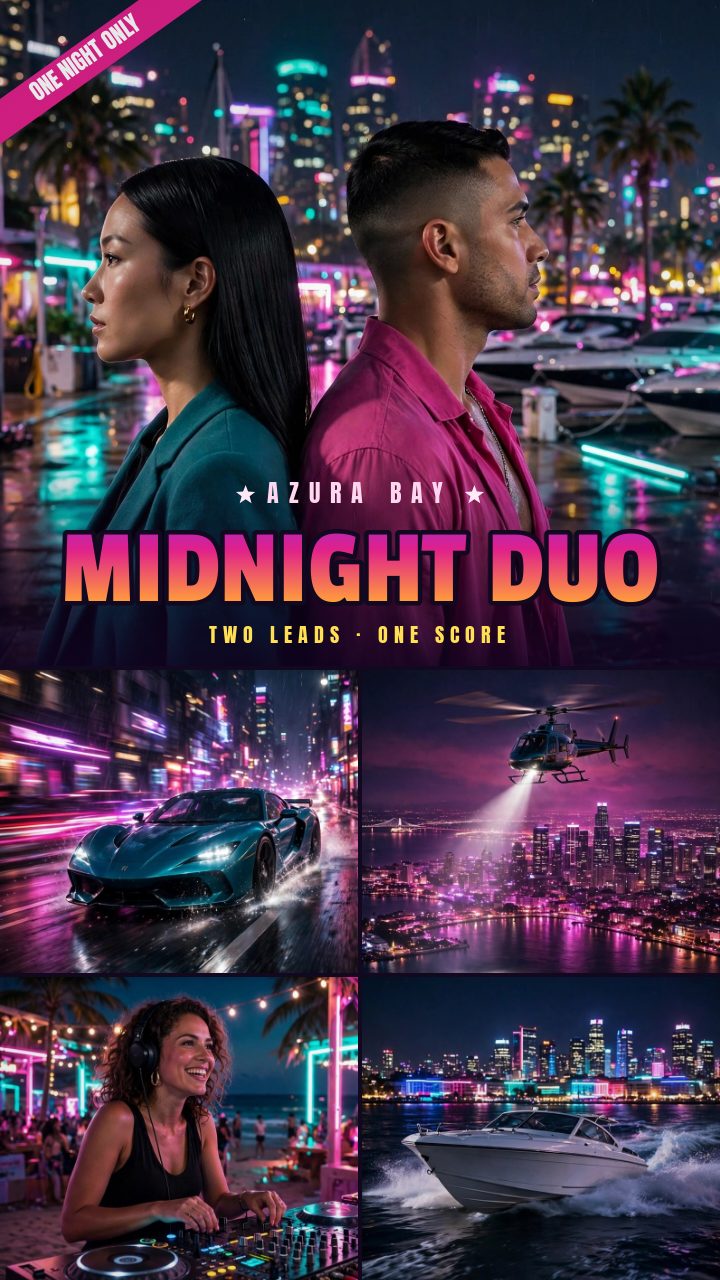 ONE NIGHT ONLY
★ AZURA BAY ★
MIDNIGHT DUO
TWO LEADS · ONE SCORE